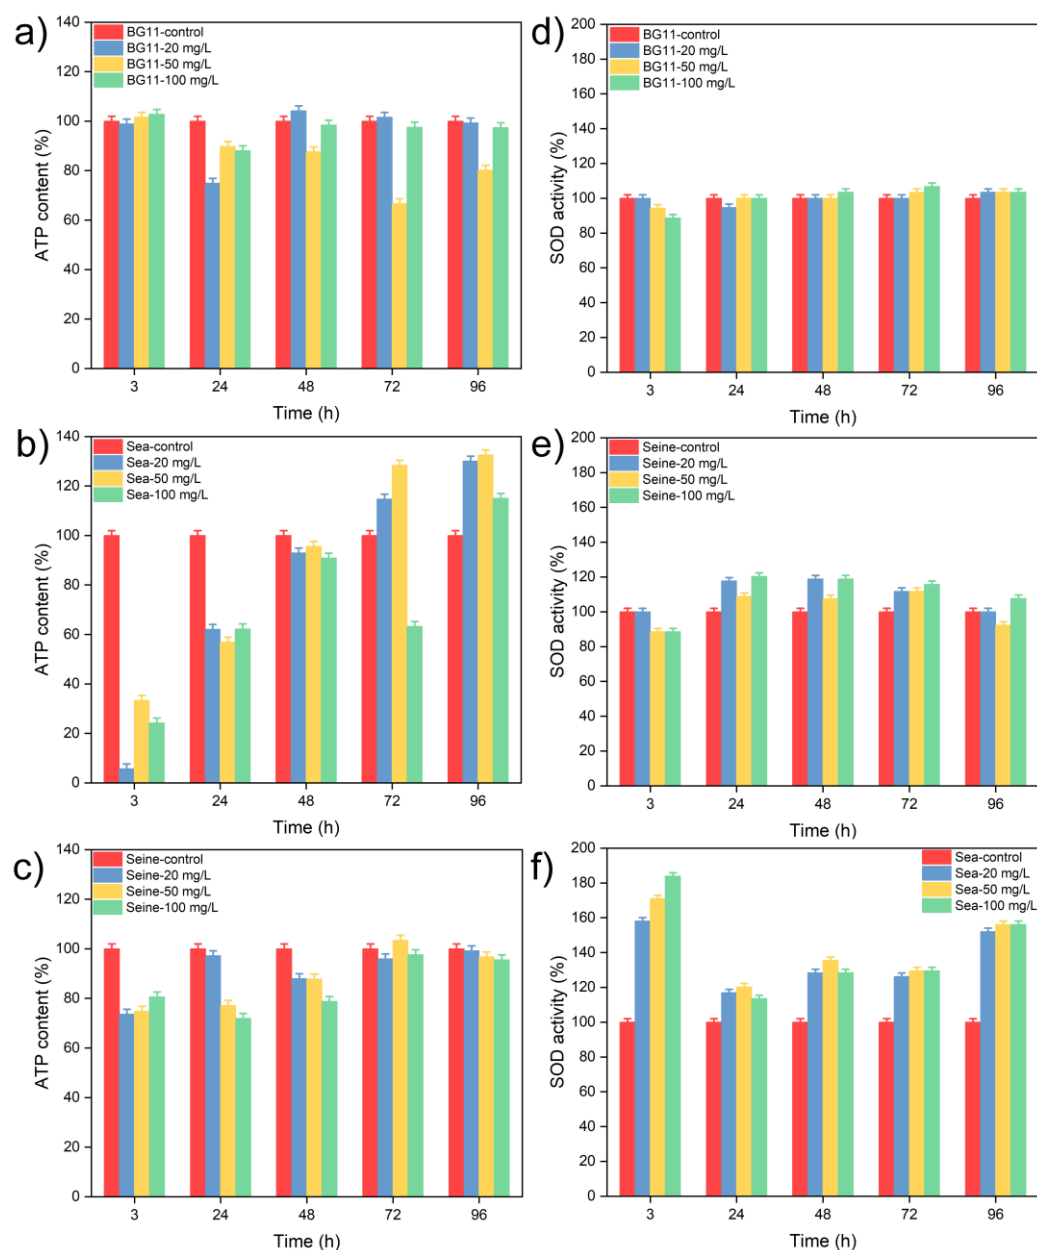 a)
ATP content (%)
140
120
100
80
60
40
20
0
BG11-control
BG11-20 mg/L
BG11-50 mg/L
BG11-100 mg/L
3 24 48 72 96
Time (h)
d)
SOD activity (%)
200
180
160
140
120
100
80
60
40
20
0
BG11-control
BG11-20 mg/L
BG11-50 mg/L
BG11-100 mg/L
3 24 48 72 96
Time (h)
b)
ATP content (%)
140
120
100
80
60
40
20
0
Sea-control
Sea-20 mg/L
Sea-50 mg/L
Sea-100 mg/L
3 24 48 72 96
Time (h)
e)
SOD activity (%)
200
180
160
140
120
100
80
60
40
20
0
Seine-control
Seine-20 mg/L
Seine-50 mg/L
Seine-100 mg/L
3 24 48 72 96
Time (h)
c)
ATP content (%)
140
120
100
80
60
40
20
0
Seine-control
Seine-20 mg/L
Seine-50 mg/L
Seine-100 mg/L
3 24 48 72 96
Time (h)
f)
SOD activity (%)
200
180
160
140
120
100
80
60
40
20
0
Sea-control
Sea-20 mg/L
Sea-50 mg/L
Sea-100 mg/L
3 24 48 72 96
Time (h)